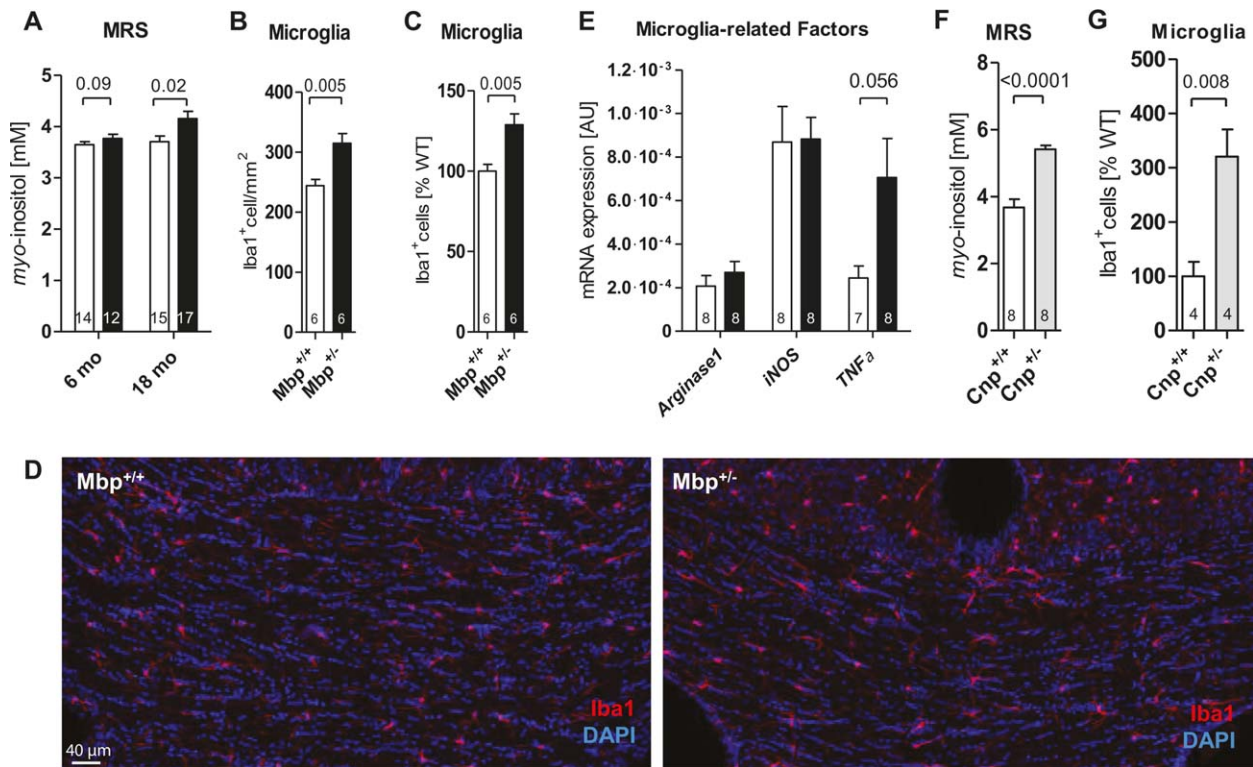 A
MRS
myo-inositol [mM]
5
4
3
2
1
0
0.09
0.02
14
12
15
17
6 mo
18 mo
B
Microglia
Iba1+cell/mm2
400
300
200
100
0
0.005
6
6
Mbp+/+
Mbp+/-
C
Microglia
Iba1+cells [% WT]
150
100
50
0
0.005
6
6
Mbp+/+
Mbp+/-
E
Microglia-related Factors
mRNA expression [AU]
1.2·10-3
1.0·10-3
8.0·10-4
6.0·10-4
4.0·10-4
2.0·10-4
0
0.056
8
8
8
8
7
8
Arginase1
iNOS
TNFa
F
MRS
myo-inositol [mM]
8
6
4
2
0
<0.0001
8
8
Cnp+/+
Cnp+/-
G
Microglia
Iba1+cells [% WT]
500
400
300
200
100
0
0.008
4
4
Cnp+/+
Cnp+/-
D
Mbp+/+
Iba1
DAPI
40 µm
Mbp+/-
Iba1
DAPI